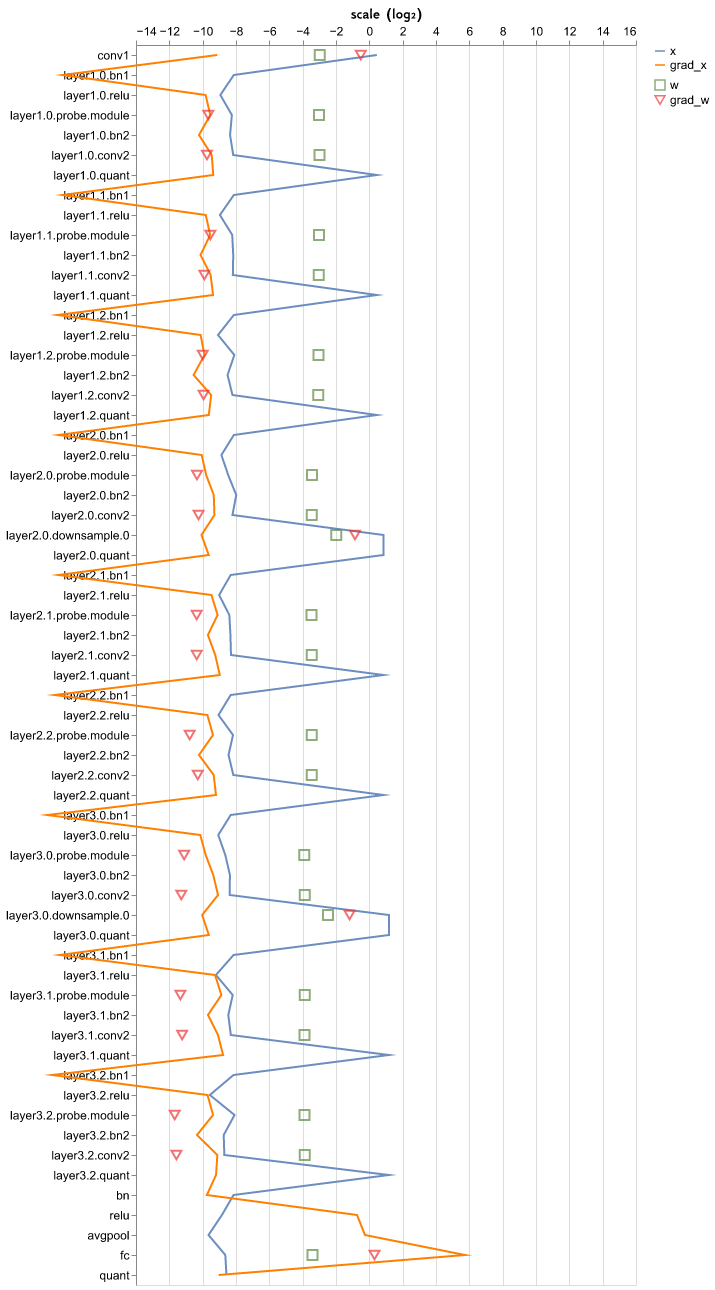 scale (log₂)
−14 −12 −10 −8 −6 −4 −2 0 2 4 6 8 10 12 14 16
x
grad_x
w
grad_w
conv1
layer1.0.bn1
layer1.0.relu
layer1.0.probe.module
layer1.0.bn2
layer1.0.conv2
layer1.0.quant
layer1.1.bn1
layer1.1.relu
layer1.1.probe.module
layer1.1.bn2
layer1.1.conv2
layer1.1.quant
layer1.2.bn1
layer1.2.relu
layer1.2.probe.module
layer1.2.bn2
layer1.2.conv2
layer1.2.quant
layer2.0.bn1
layer2.0.relu
layer2.0.probe.module
layer2.0.bn2
layer2.0.conv2
layer2.0.downsample.0
layer2.0.quant
layer2.1.bn1
layer2.1.relu
layer2.1.probe.module
layer2.1.bn2
layer2.1.conv2
layer2.1.quant
layer2.2.bn1
layer2.2.relu
layer2.2.probe.module
layer2.2.bn2
layer2.2.conv2
layer2.2.quant
layer3.0.bn1
layer3.0.relu
layer3.0.probe.module
layer3.0.bn2
layer3.0.conv2
layer3.0.downsample.0
layer3.0.quant
layer3.1.bn1
layer3.1.relu
layer3.1.probe.module
layer3.1.bn2
layer3.1.conv2
layer3.1.quant
layer3.2.bn1
layer3.2.relu
layer3.2.probe.module
layer3.2.bn2
layer3.2.conv2
layer3.2.quant
bn
relu
avgpool
fc
quant